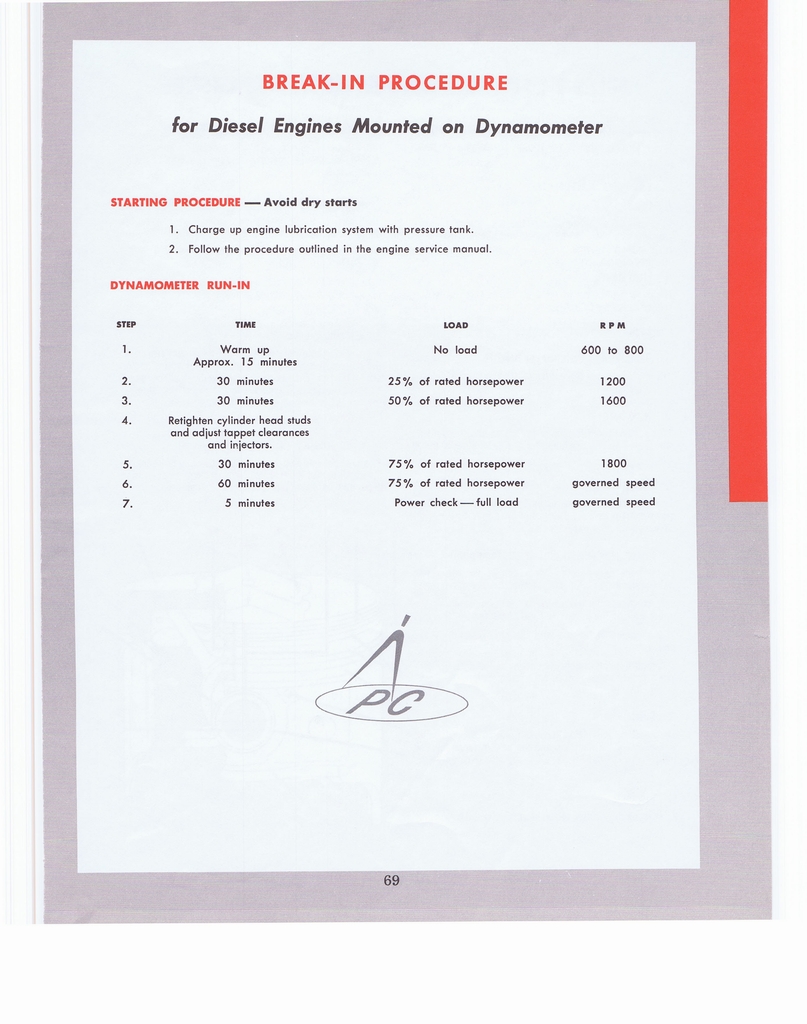 BREAK-IN PROCEDURE
for Diesel Engines Mounted on Dynamometer
STARTING PROCEDURE — Avoid dry starts
1. Charge up engine lubrication system with pressure tank.
2. Follow the procedure outlined in the engine service manual.
DYNAMOMETER RUN-IN
STEP TIME LOAD RPM
1. Warm up No load 600 to 800
Approx. 15 minutes
2. 30 minutes 25% of rated horsepower 1200
3. 30 minutes 50% of rated horsepower 1600
4. Retighten cylinder head studs
and adjust tappet clearances
and injectors.
5. 30 minutes 75% of rated horsepower 1800
6. 60 minutes 75% of rated horsepower governed speed
7. 5 minutes Power check — full load governed speed
PC
69